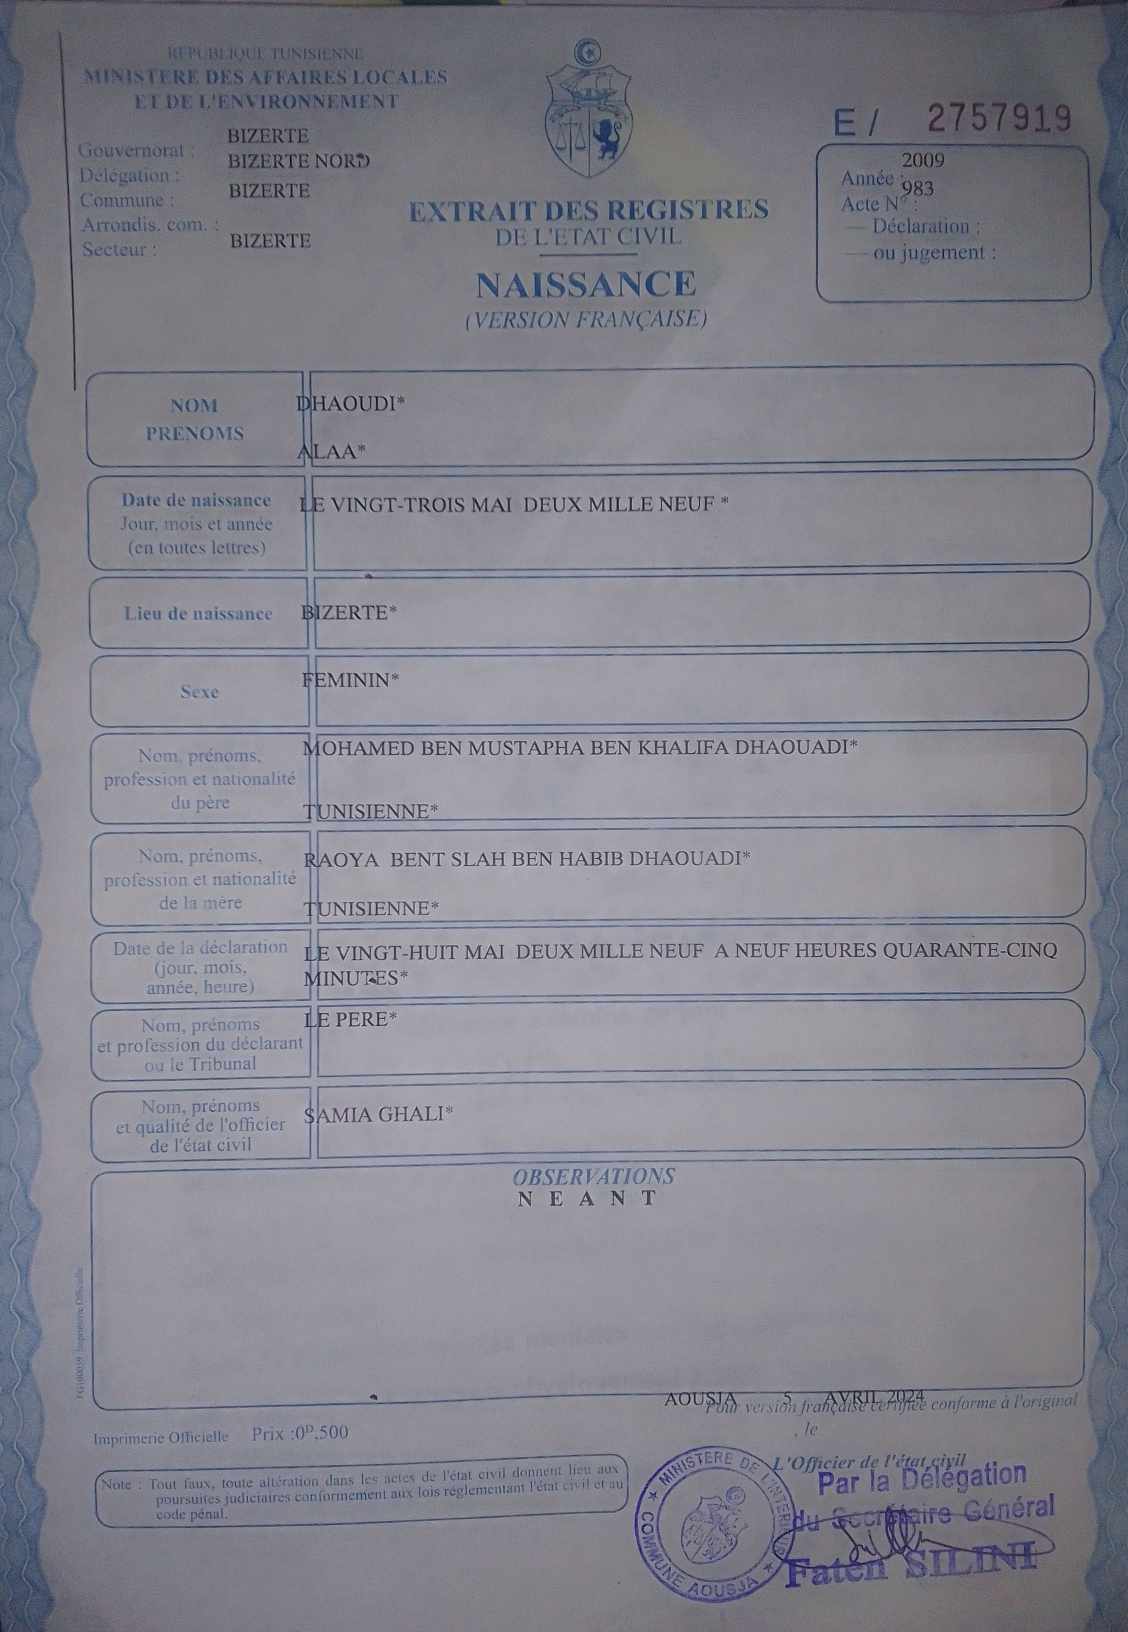 REPUBLIQUE TUNISIENNE
MINISTERE DES AFFAIRES LOCALES
ET DE L'ENVIRONNEMENT
Gouvernorat : BIZERTE
Délégation : BIZERTE NORD
Commune : BIZERTE
Arrondis. com. :
Secteur : BIZERTE
EXTRAIT DES REGISTRES
DE L'ETAT CIVIL
NAISSANCE
(VERSION FRANÇAISE)
E / 2757919
Année : 2009
Acte N° : 983
— Déclaration :
— ou jugement :
NOM
PRENOMS
DHAOUDI*
ALAA*
Date de naissance
Jour, mois et année
(en toutes lettres)
LE VINGT-TROIS MAI DEUX MILLE NEUF *
Lieu de naissance
BIZERTE*
Sexe
FEMININ*
Nom, prénoms,
profession et nationalité
du père
MOHAMED BEN MUSTAPHA BEN KHALIFA DHAOUADI*
TUNISIENNE*
Nom, prénoms,
profession et nationalité
de la mère
RAOYA BENT SLAH BEN HABIB DHAOUADI*
TUNISIENNE*
Date de la déclaration
(jour, mois,
année, heure)
LE VINGT-HUIT MAI DEUX MILLE NEUF A NEUF HEURES QUARANTE-CINQ
MINUTES*
Nom, prénoms
et profession du déclarant
ou le Tribunal
LE PERE*
Nom, prénoms
et qualité de l'officier
de l'état civil
SAMIA GHALI*
OBSERVATIONS
N E A N T
Imprimerie Officielle
AOUSJA 5 AVRIL 2024
Pour version française certifiée conforme à l'original
, le
Imprimerie Officielle Prix :0ᴰ.500
Note : Tout faux, toute altération dans les actes de l'état civil donnent lieu aux
poursuites judiciaires conformement aux lois réglementant l'état civil et au
code pénal.
L'Officier de l'état civil
Par la Délégation
du Secrétaire Général
Faten SILINI
MINISTERE DE L'INTERIEUR
COMMUNE AOUSJA